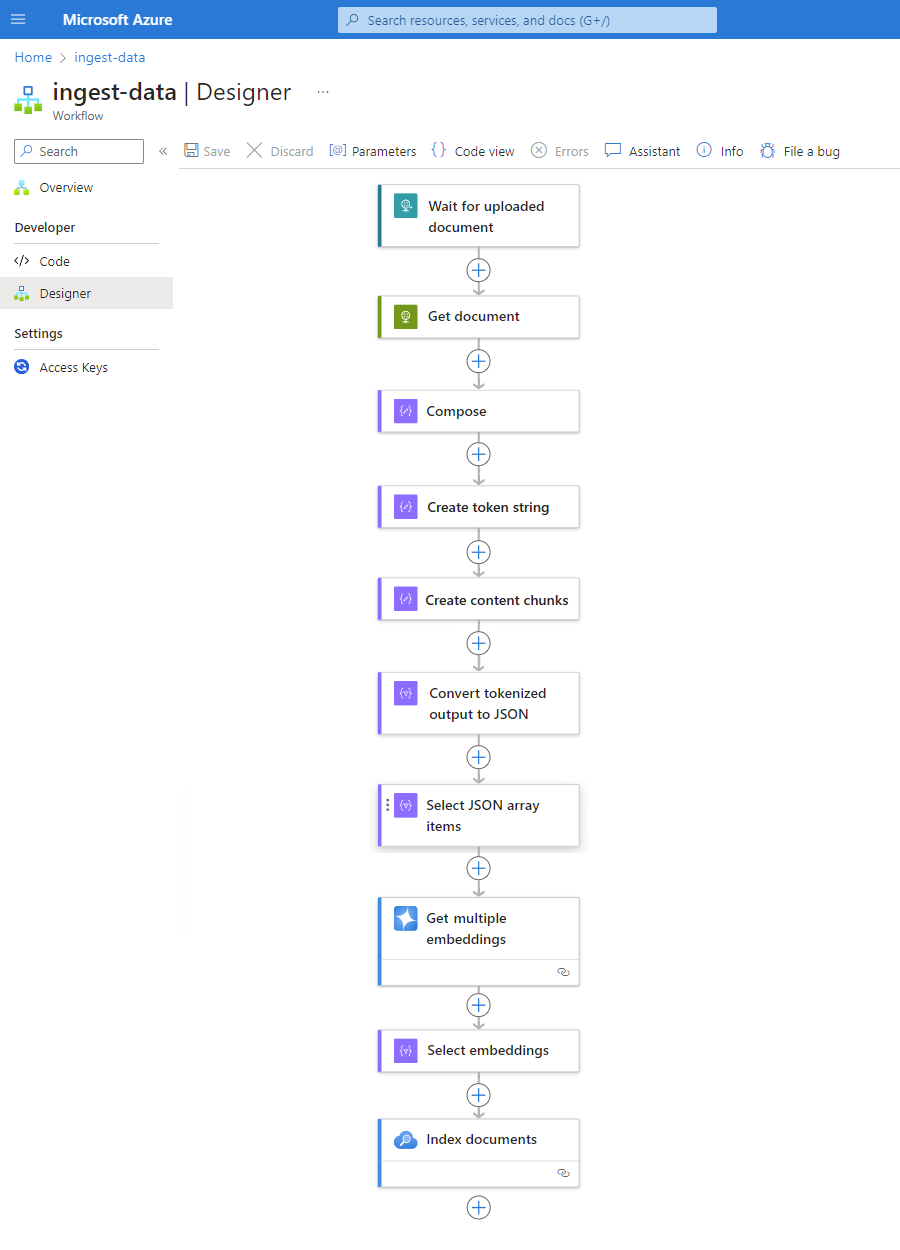 Microsoft Azure
Search resources, services, and docs (G+/)
Home > ingest-data
ingest-data | Designer ...
Workflow
Search «
Save Discard [@] Parameters {} Code view Errors Assistant Info File a bug
Overview
Developer
</> Code
Designer
Settings
Access Keys
Wait for uploaded
document
Get document
Compose
Create token string
Create content chunks
Convert tokenized
output to JSON
Select JSON array
items
Get multiple
embeddings
Select embeddings
Index documents